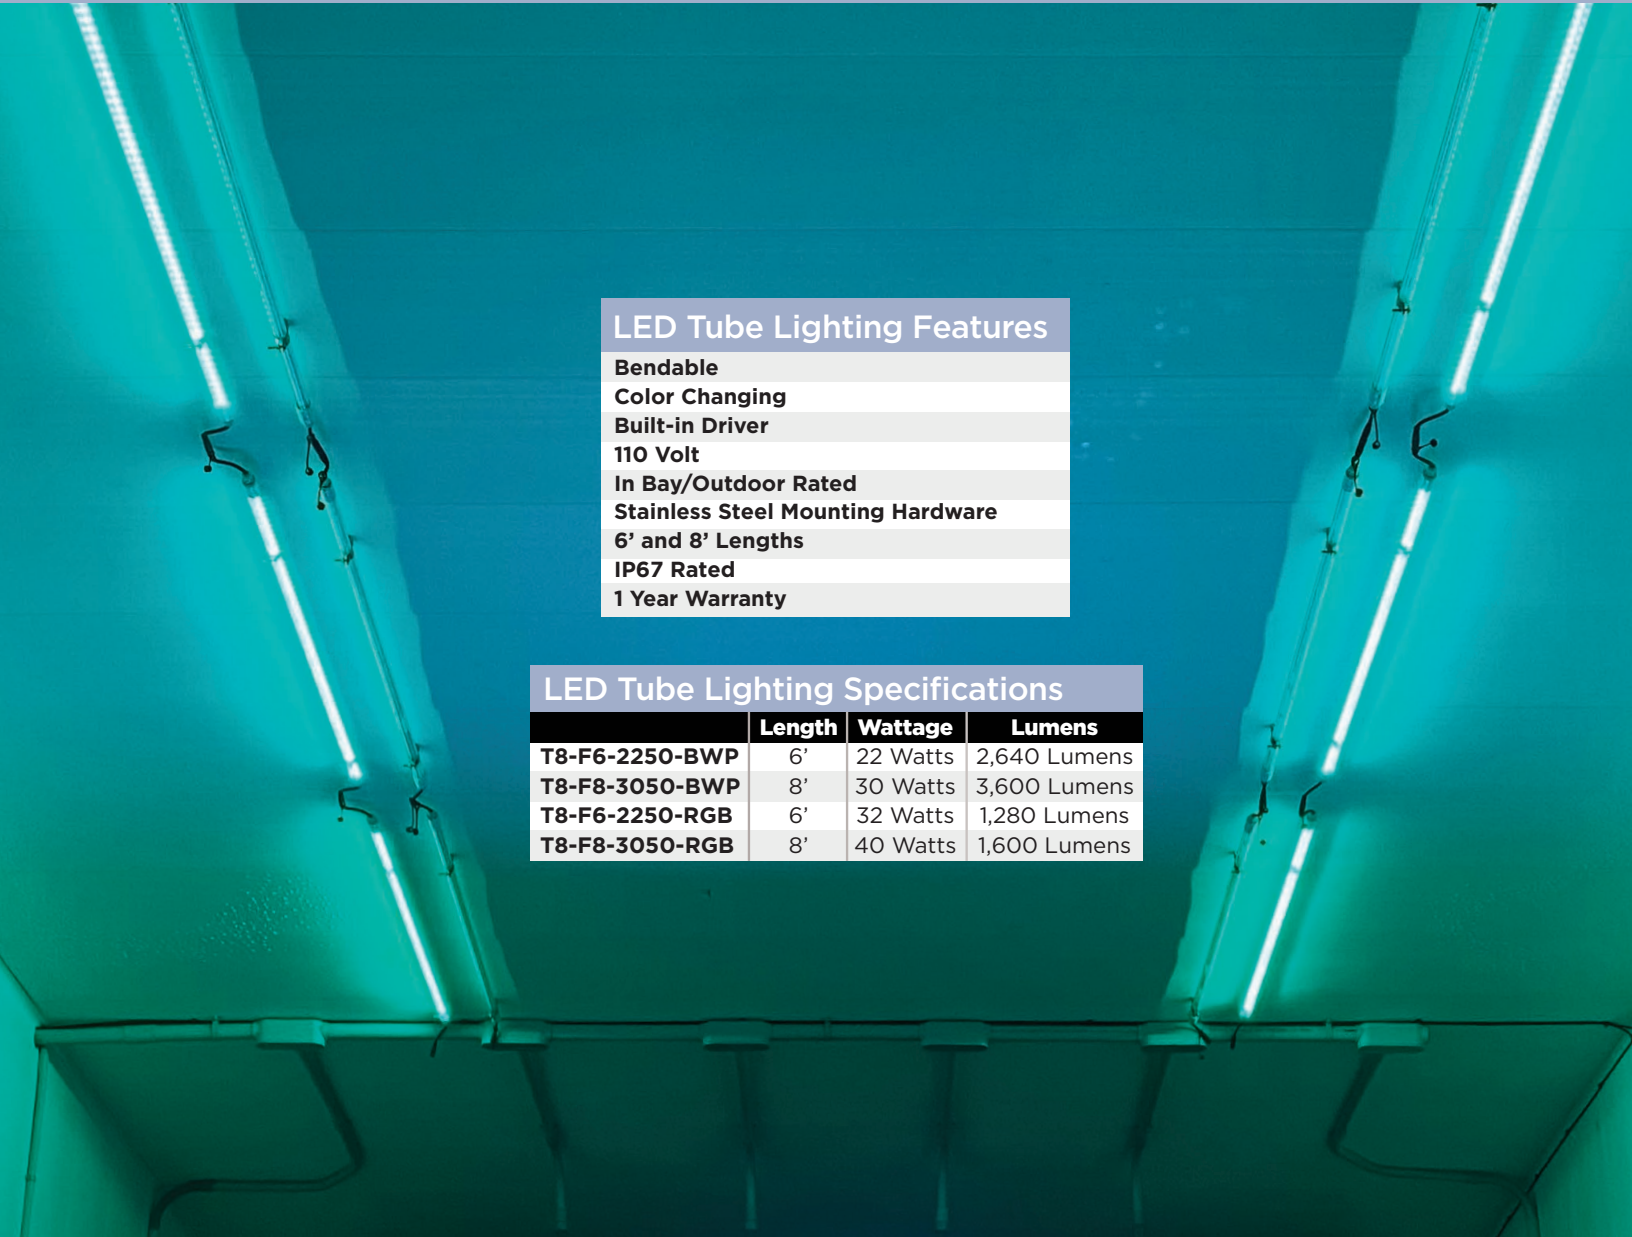 LED Tube Lighting Features
Bendable
Color Changing
Built-in Driver
110 Volt
In Bay/Outdoor Rated
Stainless Steel Mounting Hardware
6’ and 8’ Lengths
IP67 Rated
1 Year Warranty
LED Tube Lighting Specifications
Length Wattage Lumens
T8-F6-2250-BWP 6’ 22 Watts 2,640 Lumens
T8-F8-3050-BWP 8’ 30 Watts 3,600 Lumens
T8-F6-2250-RGB 6’ 32 Watts 1,280 Lumens
T8-F8-3050-RGB 8’ 40 Watts 1,600 Lumens